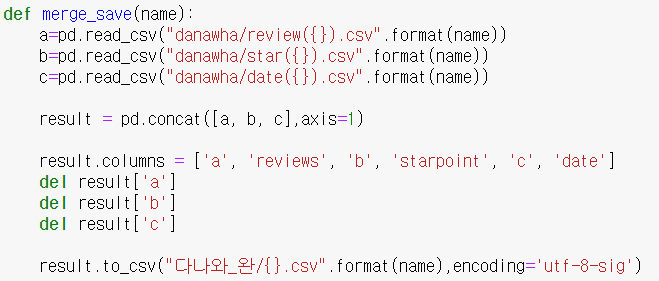 def merge_save(name):
    a=pd.read_csv("danawha/review({}).csv".format(name))
    b=pd.read_csv("danawha/star({}).csv".format(name))
    c=pd.read_csv("danawha/date({}).csv".format(name))

    result = pd.concat([a, b, c],axis=1)

    result.columns = ['a', 'reviews', 'b', 'starpoint', 'c', 'date']
    del result['a']
    del result['b']
    del result['c']

    result.to_csv("다나와_완/{}.csv".format(name),encoding='utf-8-sig')